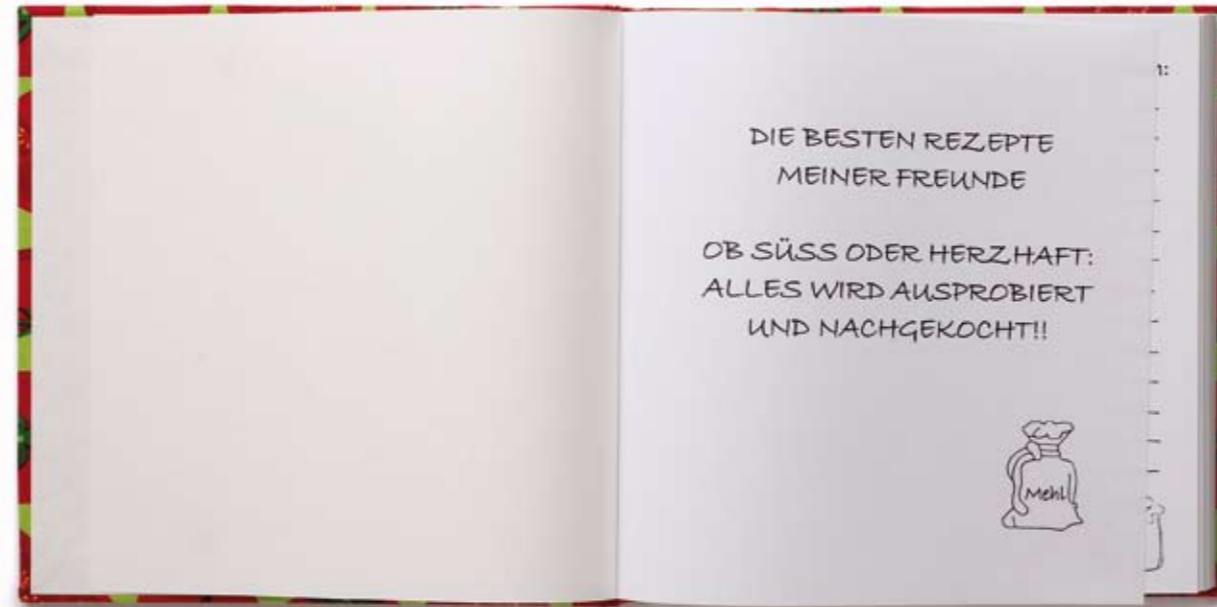 DIE BESTEN REZEPTE
MEINER FREUNDE
OB SÜSS ODER HERZHAFT:
ALLES WIRD AUSPROBIERT
UND NACHGEKOCHT!!
Mehl